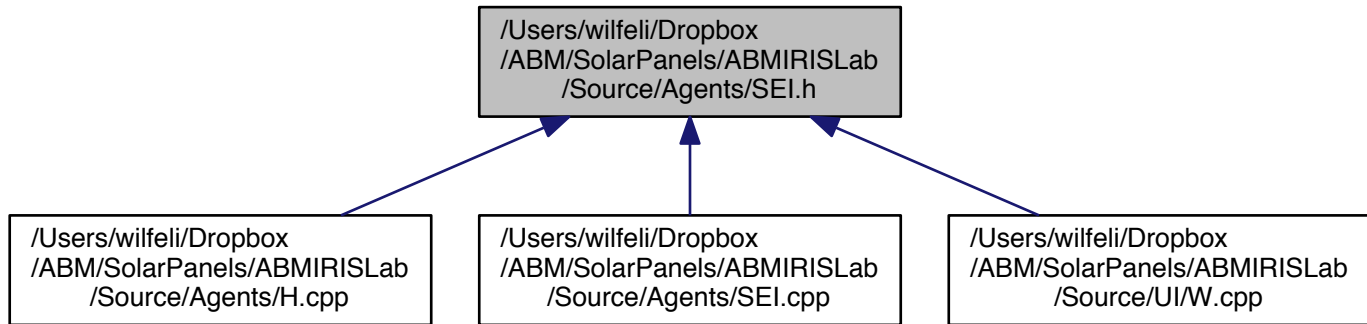 /Users/wilfeli/Dropbox
/ABM/SolarPanels/ABMIRISLab
/Source/Agents/SEI.h
/Users/wilfeli/Dropbox
/ABM/SolarPanels/ABMIRISLab
/Source/Agents/H.cpp
/Users/wilfeli/Dropbox
/ABM/SolarPanels/ABMIRISLab
/Source/Agents/SEI.cpp
/Users/wilfeli/Dropbox
/ABM/SolarPanels/ABMIRISLab
/Source/UI/W.cpp